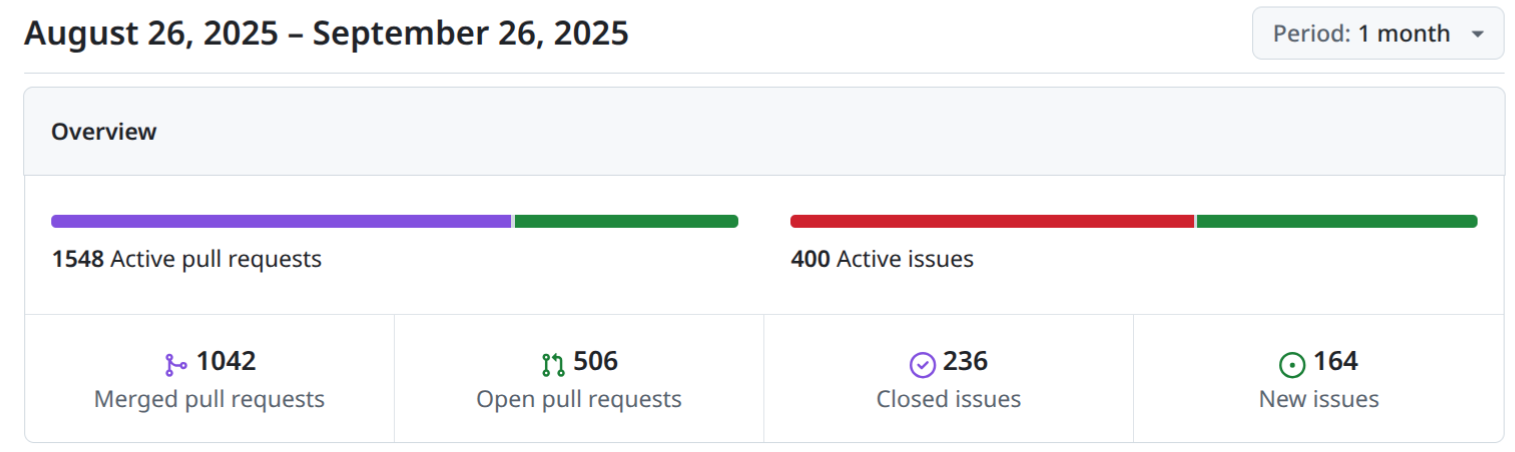 August 26, 2025 – September 26, 2025
Period: 1 month
Overview
1548 Active pull requests
400 Active issues
1042
Merged pull requests
506
Open pull requests
236
Closed issues
164
New issues